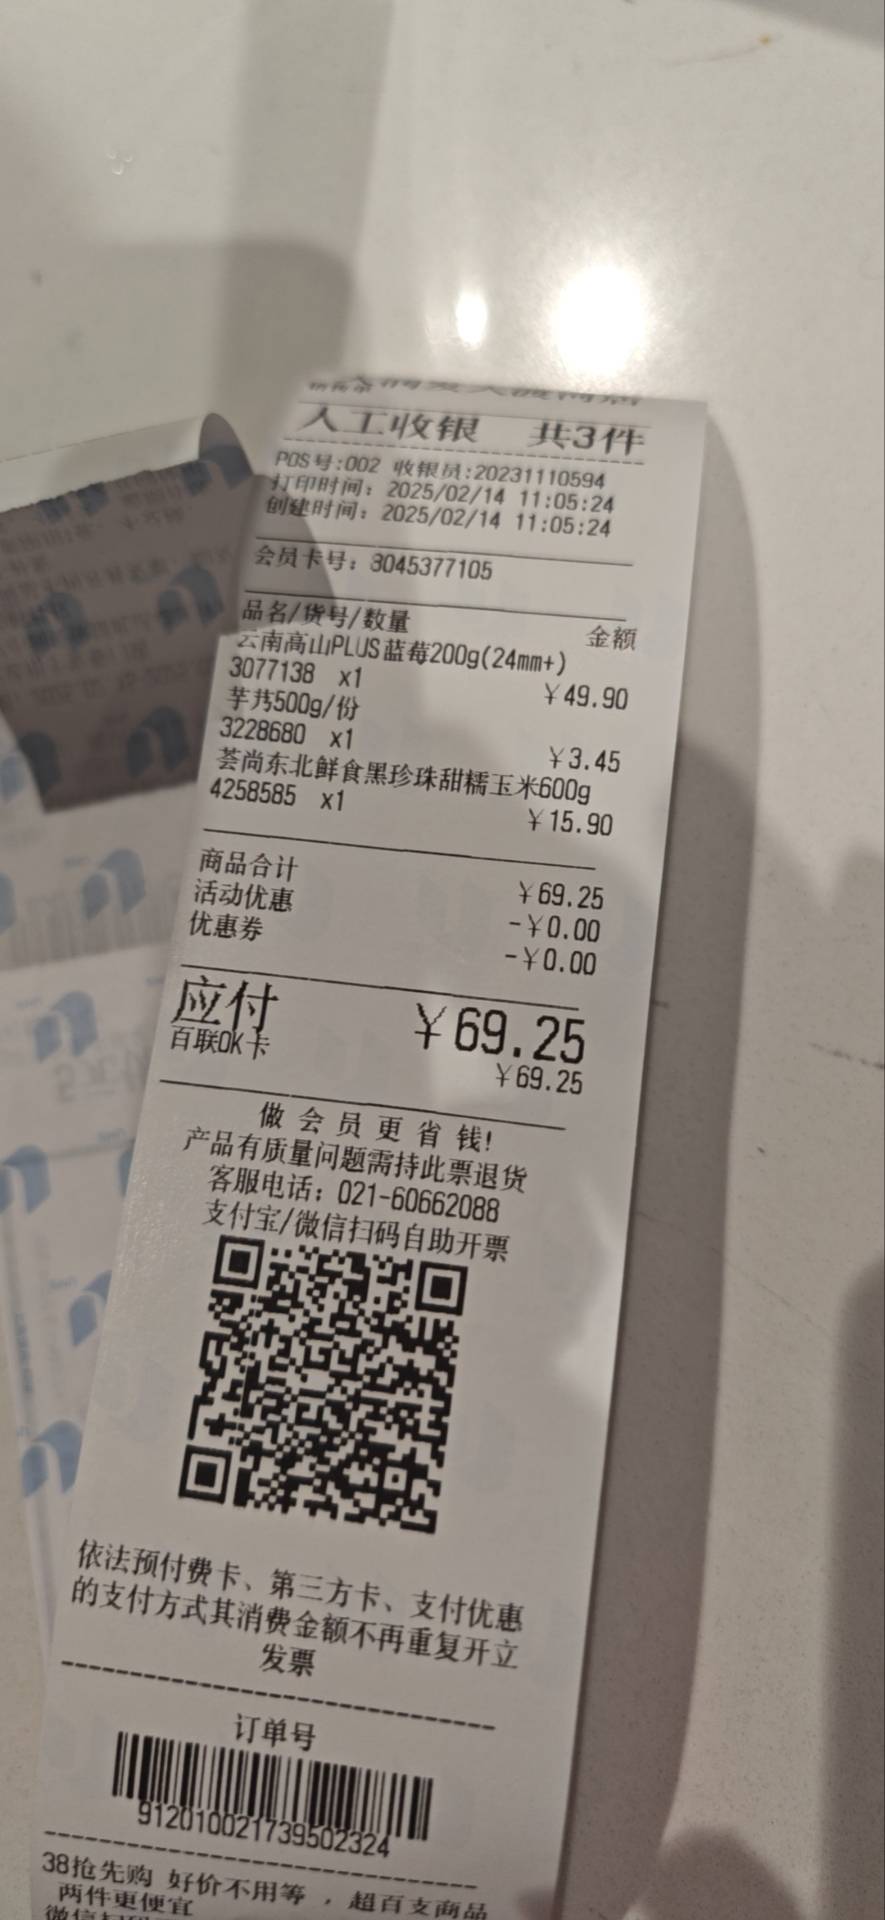 人工收银 共3件
POS号:002 收银员:20231110594
打印时间: 2025/02/14 11:05:24
创建时间: 2025/02/14 11:05:24
会员卡号: 3045377105
品名/货号/数量 金额
云南高山PLUS蓝莓200g(24mm+)
3077138 x1 ¥49.90
芋艿500g/份
3228680 x1 ¥3.45
荟尚东北鲜食黑珍珠甜糯玉米600g
4258585 x1 ¥15.90
商品合计 ¥69.25
活动优惠 -¥0.00
优惠券 -¥0.00
应付 ¥69.25
百联OK卡 ¥69.25
做会员更省钱!
产品有质量问题需持此票退货
客服电话: 021-60662088
支付宝/微信扫码自助开票
依法预付费卡、第三方卡、支付优惠
的支付方式其消费金额不再重复开立
发票
订单号
912010021739502324
38抢先购 好价不用等 , 超百支商品
两件更便宜